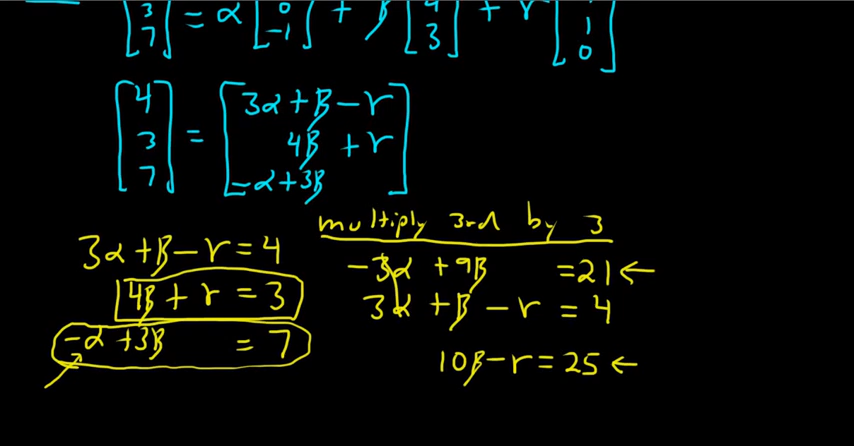 [3 7] = α [0 -1] + β [4 3] + r [1 0]
[4 3 7] = [3α + β - r
4β + r
-α + 3β]
multiply 3rd by 3
3α + β - r = 4
4β + r = 3
-α + 3β = 7
-3α + 9β = 21 ←
3α + β - r = 4
10β - r = 25 ←